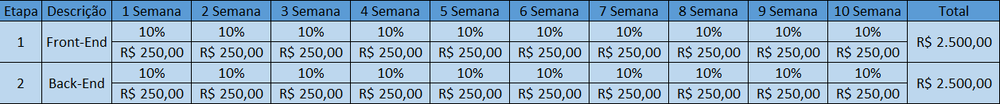 Etapa Descrição 1 Semana 2 Semana 3 Semana 4 Semana 5 Semana 6 Semana 7 Semana 8 Semana 9 Semana 10 Semana Total
1 Front-End 10% 10% 10% 10% 10% 10% 10% 10% 10% 10% R$ 2.500,00
R$ 250,00 R$ 250,00 R$ 250,00 R$ 250,00 R$ 250,00 R$ 250,00 R$ 250,00 R$ 250,00 R$ 250,00 R$ 250,00
2 Back-End 10% 10% 10% 10% 10% 10% 10% 10% 10% 10% R$ 2.500,00
R$ 250,00 R$ 250,00 R$ 250,00 R$ 250,00 R$ 250,00 R$ 250,00 R$ 250,00 R$ 250,00 R$ 250,00 R$ 250,00